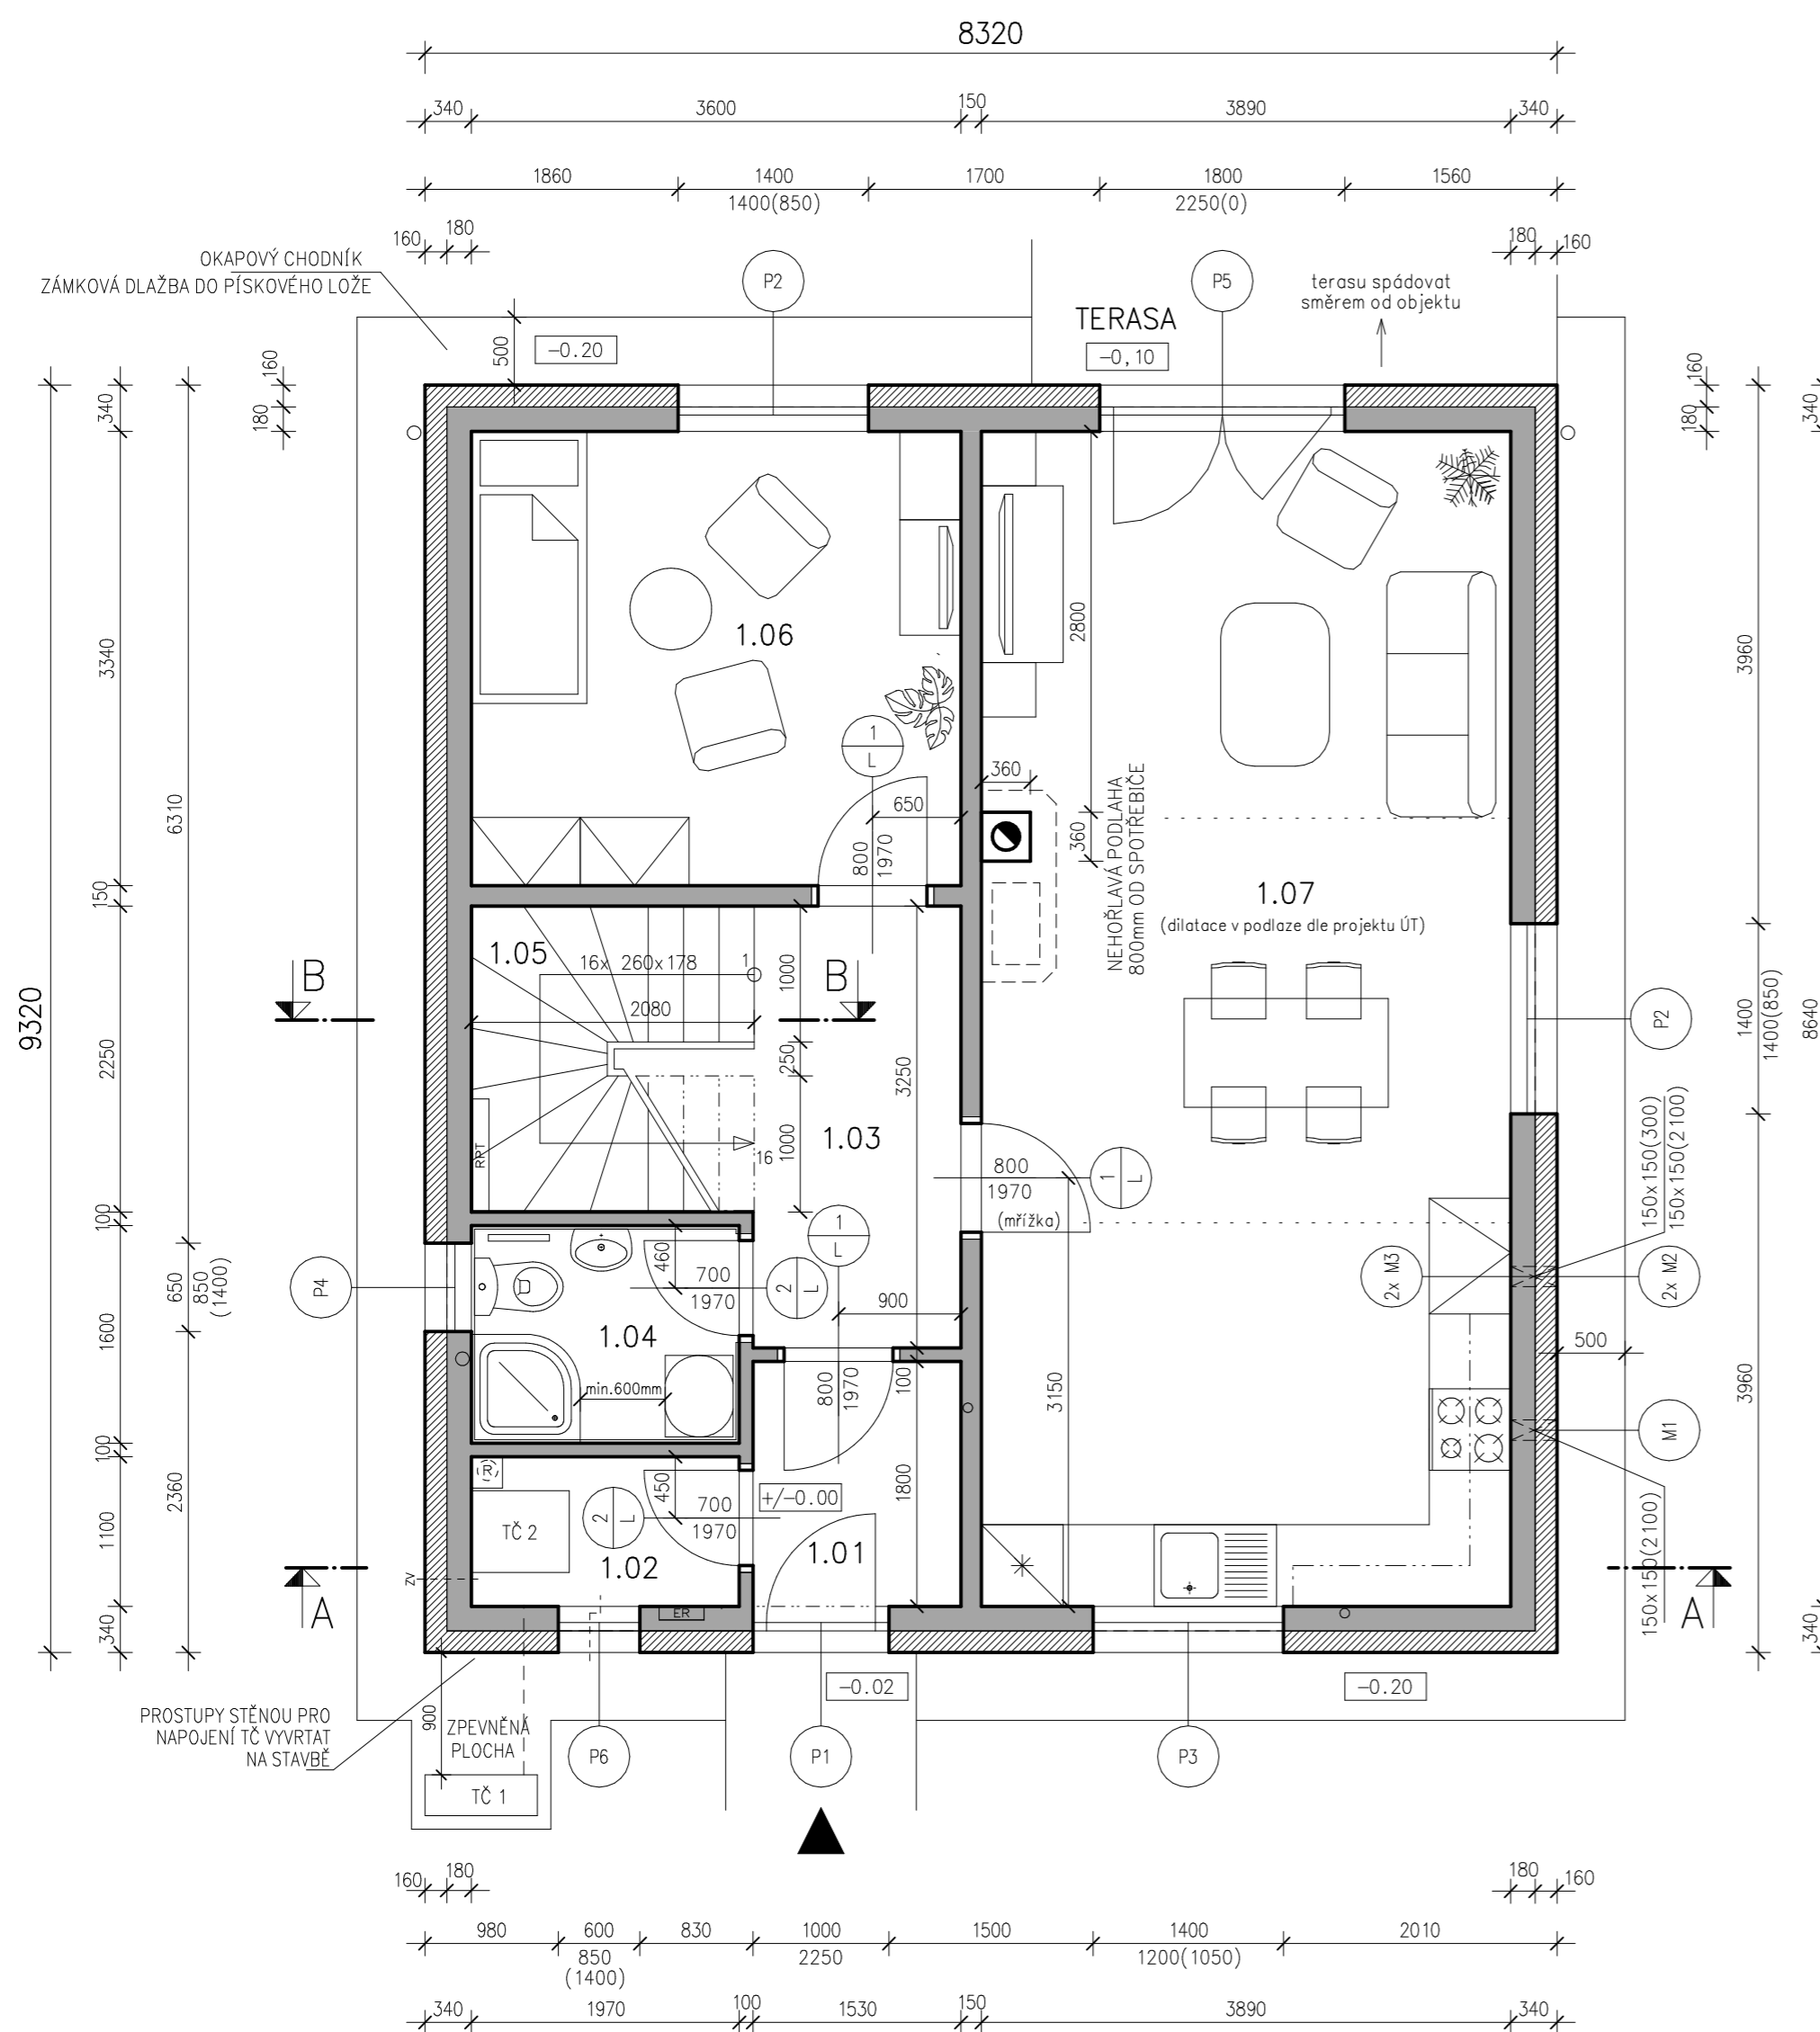 8320
340 3600 150 3890 340
1860 1400 1700 1800 1560
1400(850) 2250(0)
160 180 180 160
OKAPOVÝ CHODNÍK
ZÁMKOVÁ DLAŽBA DO PÍSKOVÉHO LOŽE
P2
P5
terasu spádovat
směrem od objektu
TERASA
500
-0.20
-0,10
160
340
180
160
180
340
3340
6310
3960
2800
1.06
1
L
360
650
800
1970
360
NEHOŘLAVÁ PODLAHA
800mm OD SPOTŘEBIČE
150
1.07
(dilatace v podlaze dle projektu ÚT)
1.05
B
B
16x 260x178
1
1000
2080
9320
2250
250
3250
1.03
1000
16
RPT
P2
1400
1400(850)
8640
150x150(300)
150x150(2100)
800
1970
(mřížka)
1
L
1
L
100
460
700
1970
2
L
P4
650
850
(1400)
1600
900
1.04
min.600mm
800
1970
100
3150
2x M3
2x M2
500
3960
M1
100
2360
1100
R
450
TČ 2
2
L
700
1970
+/-0.00
1800
1.01
1.02
ZV
ER
A
A
150x150(2100)
340
340
-0.02
-0.20
PROSTUPY STĚNOU PRO
NAPOJENÍ TČ VYVRTAT
NA STAVBĚ
900
ZPEVNĚNÁ
PLOCHA
TČ 1
P6
P1
P3
160 180 180 160
980 600 830 1000 1500 1400 2010
850 2250 1200(1050)
(1400)
340 1970 100 1530 150 3890 340